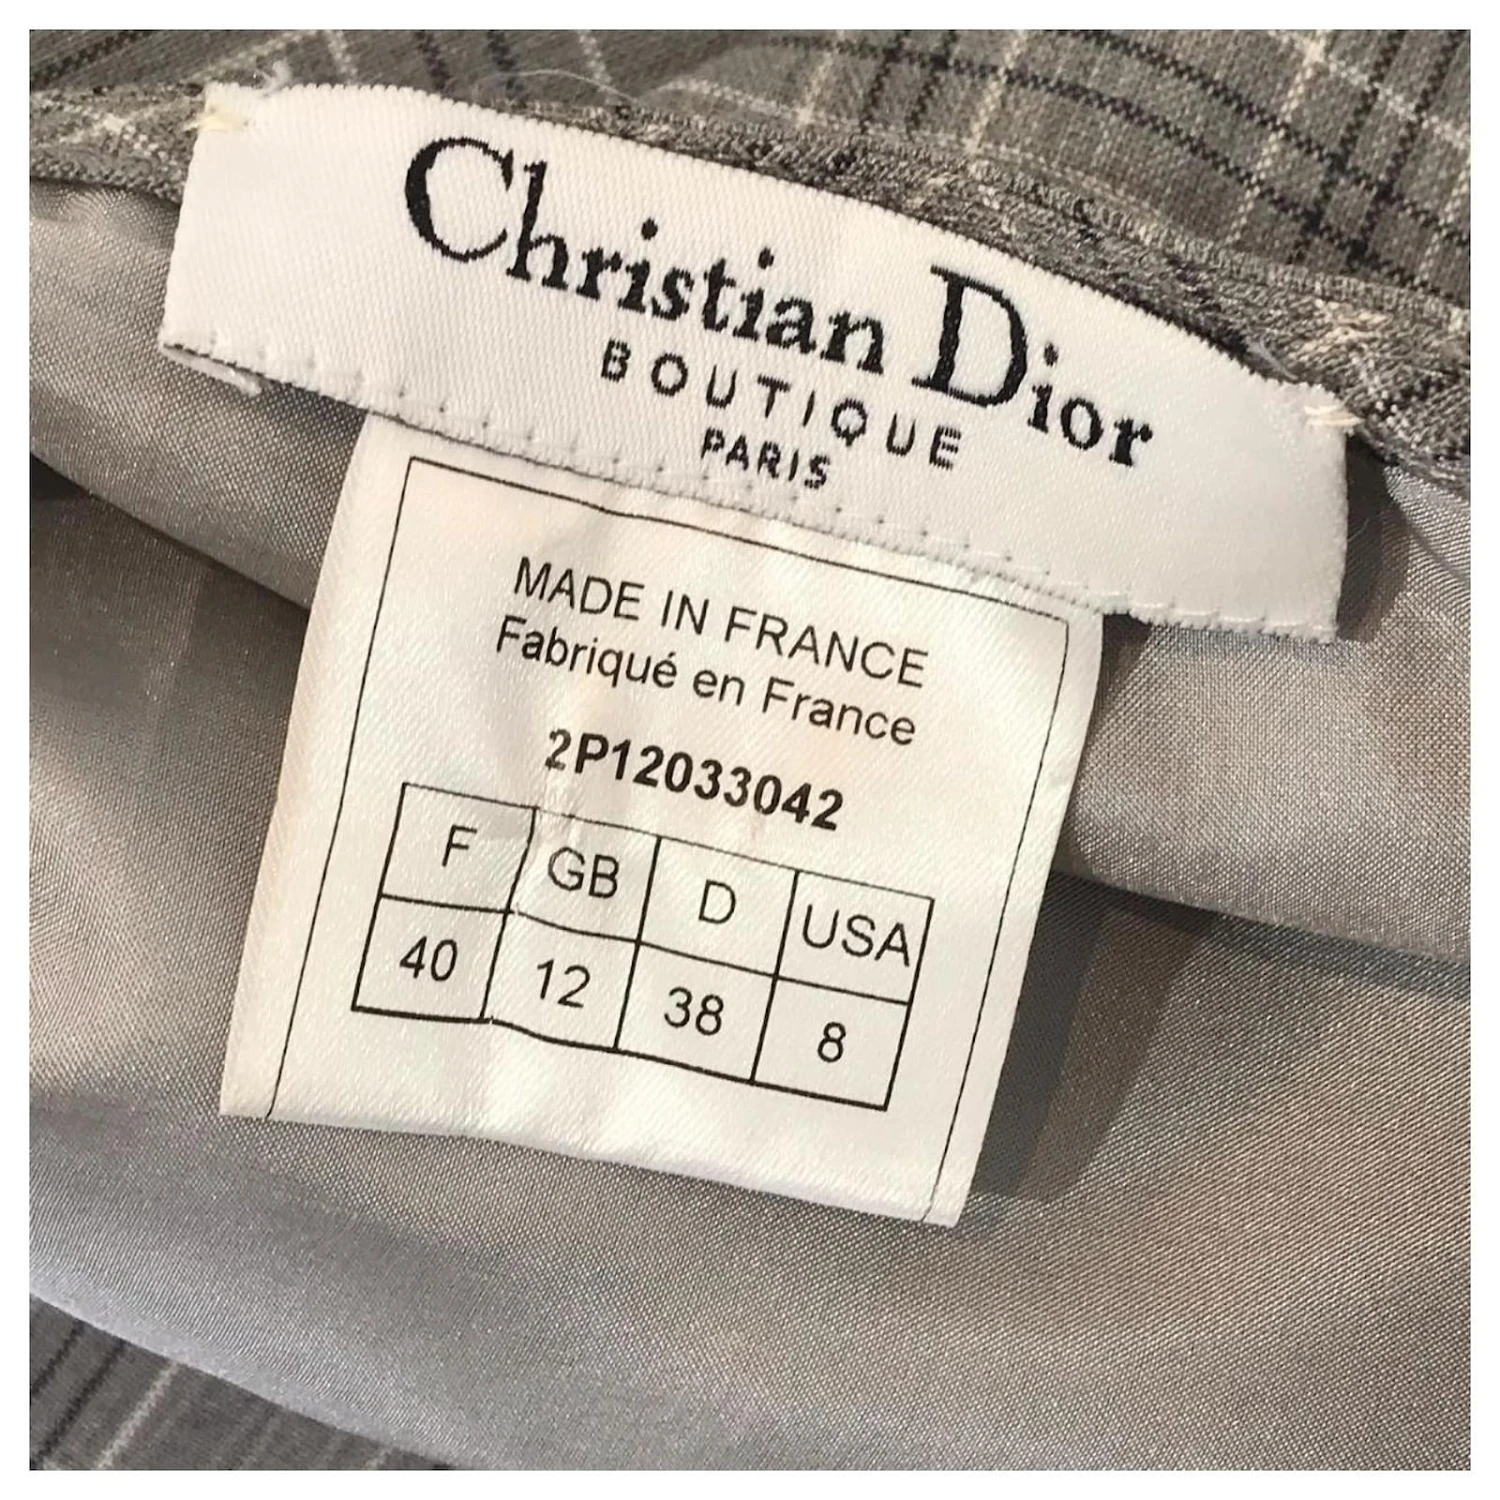 Christian Dior
BOUTIQUE
PARIS
MADE IN FRANCE
Fabriqué en France
2P12033042
F GB D USA
40 12 38 8